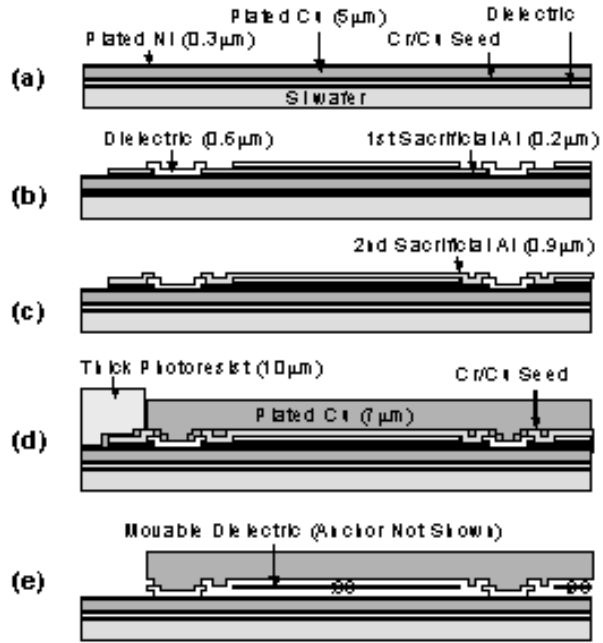 Plated Cu (5μm)
Dielectric
Plated Ni (0.3μm)
Cr/Cu Seed
(a)
Si wafer
Dielectric (0.6μm)
1st Sacrificial Al (0.2μm)
(b)
2nd Sacrificial Al (0.9μm)
(c)
Thick Photoresist (10μm)
Cr/Cu Seed
Plated Cu (7μm)
(d)
Movable Dielectric (Anchor Not Shown)
(e)